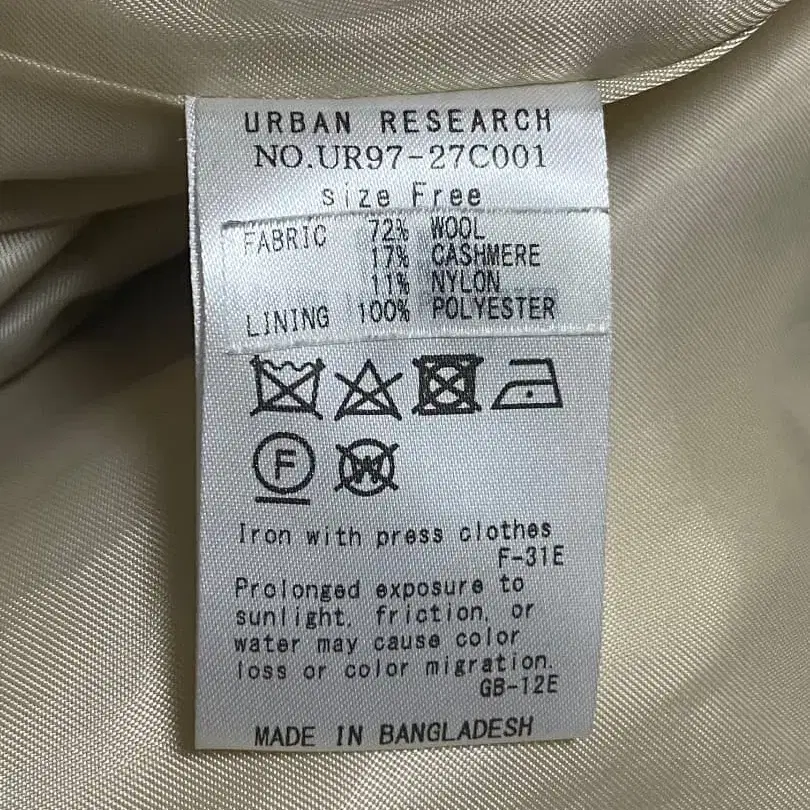 URBAN RESEARCH
NO.UR97-27C001
size Free
FABRIC 72% WOOL
17% CASHMERE
11% NYLON
LINING 100% POLYESTER
F W
Iron with press clothes
F-31E
Prolonged exposure to
sunlight, friction, or
water may cause color
loss or color migration.
GB-12E
MADE IN BANGLADESH